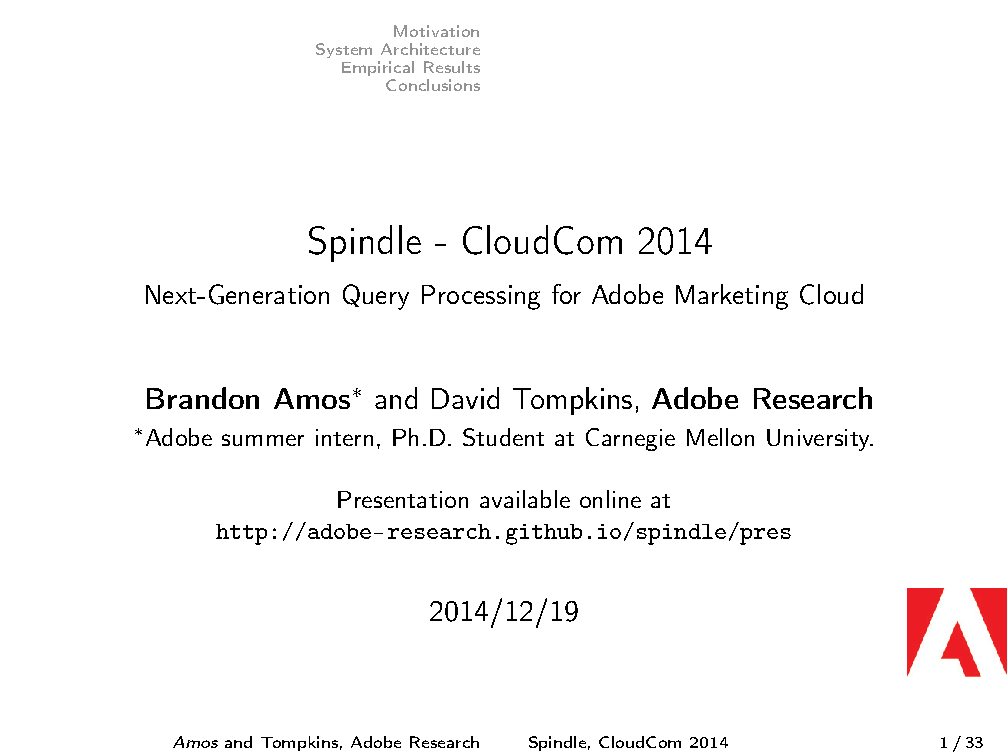 Motivation
System Architecture
Empirical Results
Conclusions
Spindle - CloudCom 2014
Next-Generation Query Processing for Adobe Marketing Cloud
Brandon Amos* and David Tompkins, Adobe Research
*Adobe summer intern, Ph.D. Student at Carnegie Mellon University.
Presentation available online at
http://adobe-research.github.io/spindle/pres
2014/12/19
Amos and Tompkins, Adobe Research Spindle, CloudCom 2014 1 / 33